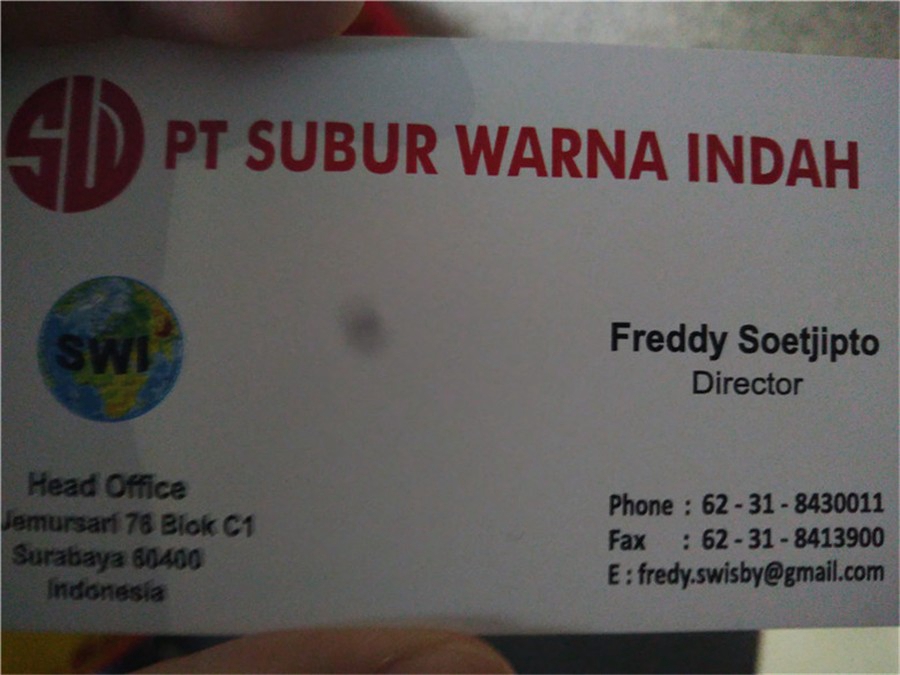 SW
PT SUBUR WARNA INDAH
SWI
Freddy Soetjipto
Director
Head Office
Jemursari 76 Blok C1
Surabaya 60400
Indonesia
Phone : 62 - 31 - 8430011
Fax : 62 - 31 - 8413900
E : fredy.swisby@gmail.com